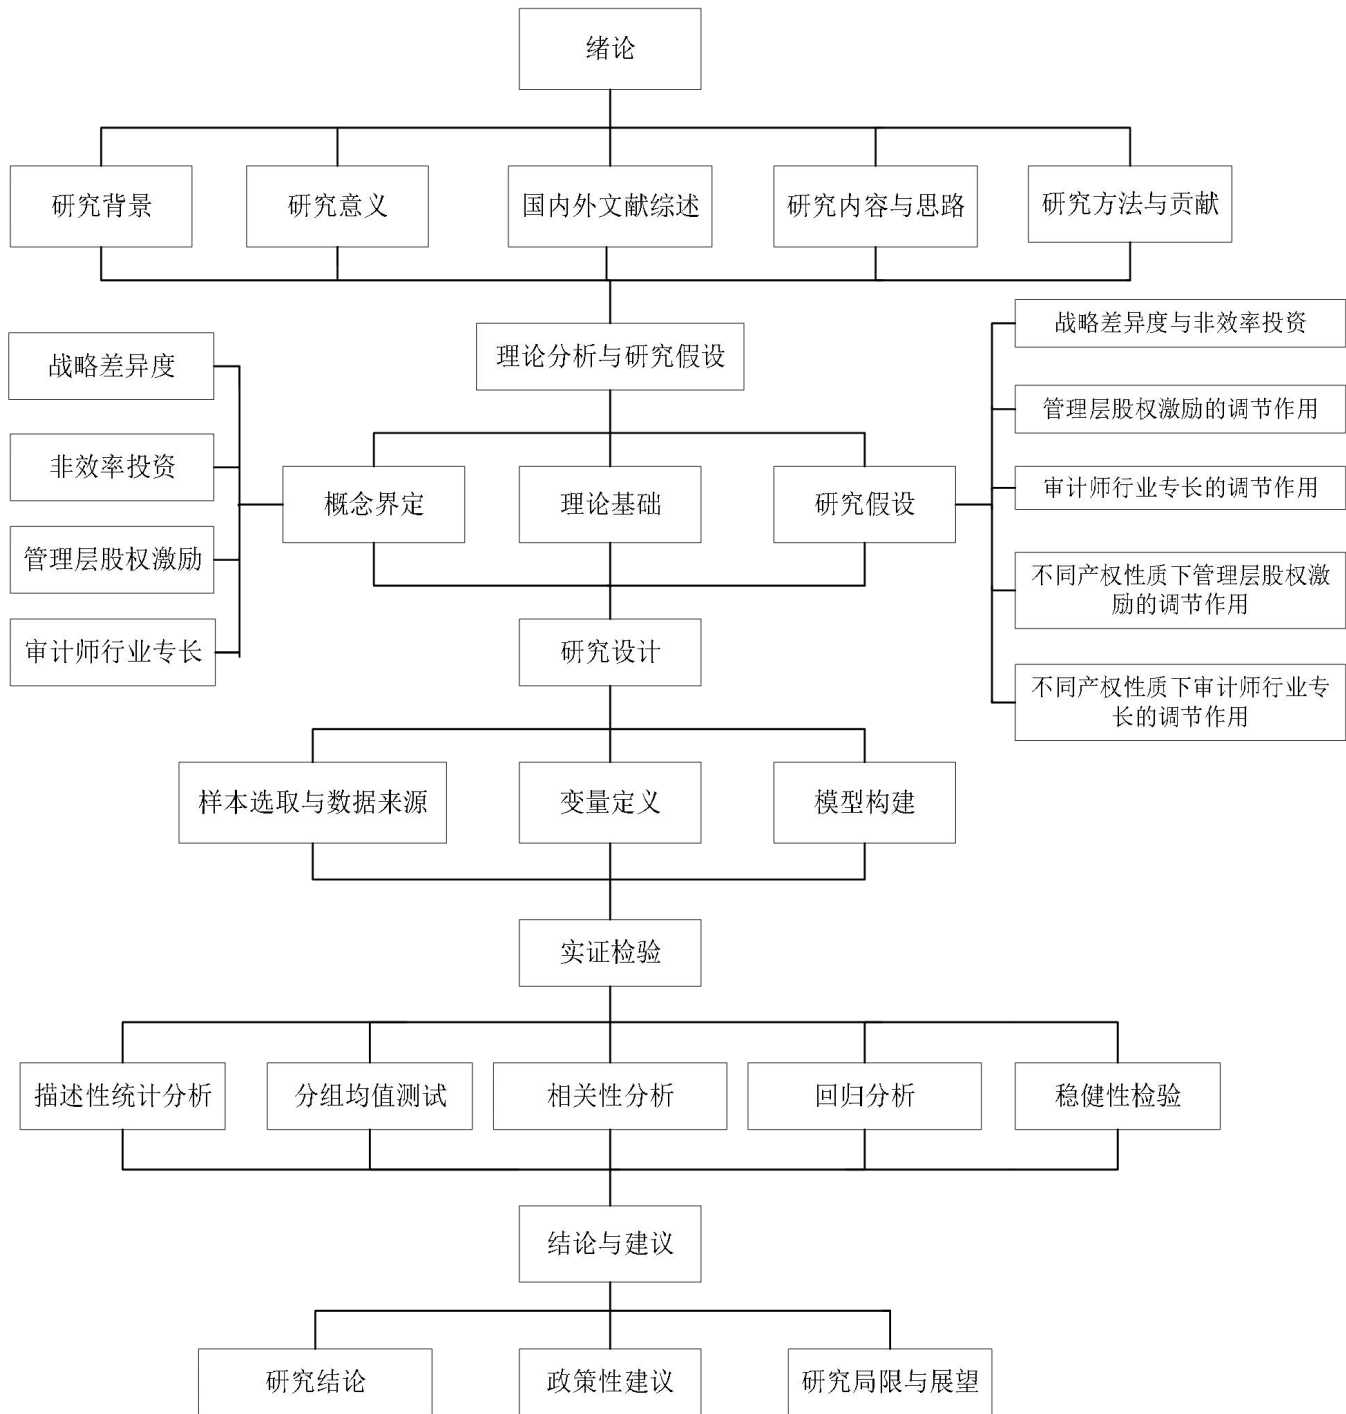 绪论
研究背景
研究意义
国内外文献综述
研究内容与思路
研究方法与贡献
战略差异度
非效率投资
管理层股权激励
审计师行业专长
理论分析与研究假设
概念界定
理论基础
研究假设
战略差异度与非效率投资
管理层股权激励的调节作用
审计师行业专长的调节作用
不同产权性质下管理层股权激
励的调节作用
不同产权性质下审计师行业专
长的调节作用
研究设计
样本选取与数据来源
变量定义
模型构建
实证检验
描述性统计分析
分组均值测试
相关性分析
回归分析
稳健性检验
结论与建议
研究结论
政策性建议
研究局限与展望